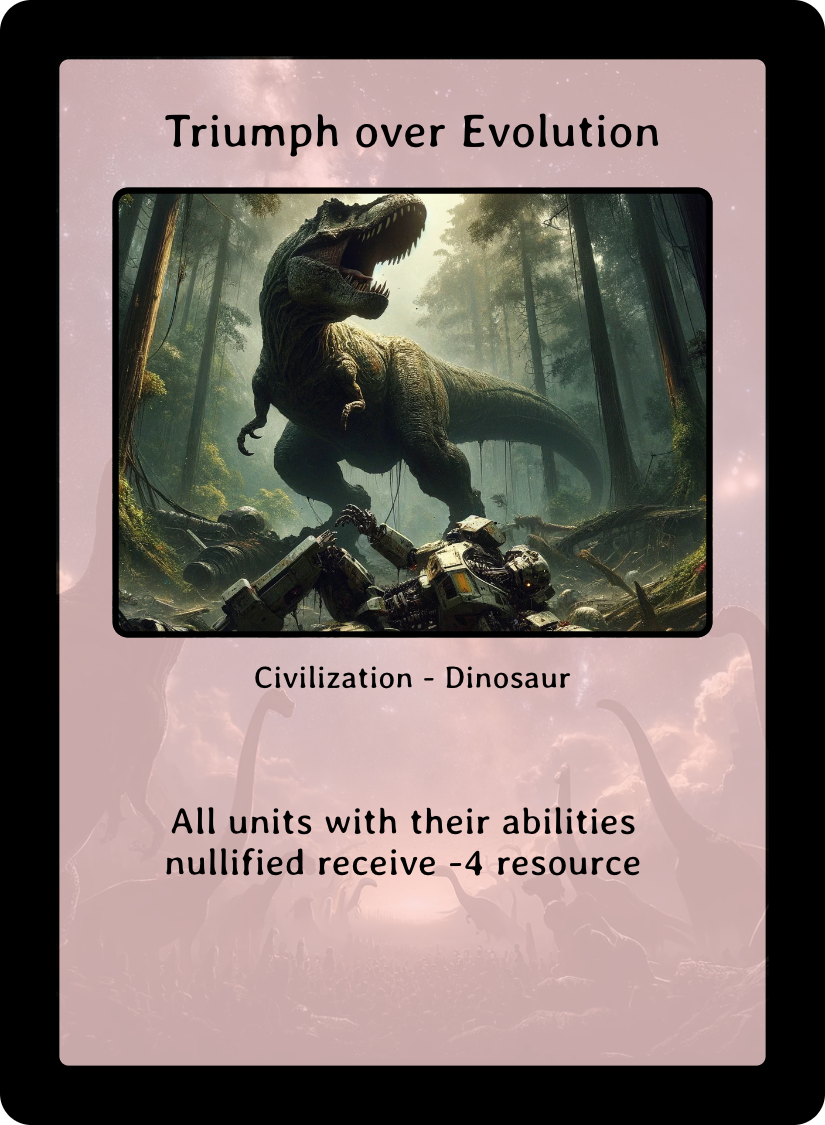 Triumph over Evolution
Civilization - Dinosaur
All units with their abilities
nullified receive -4 resource